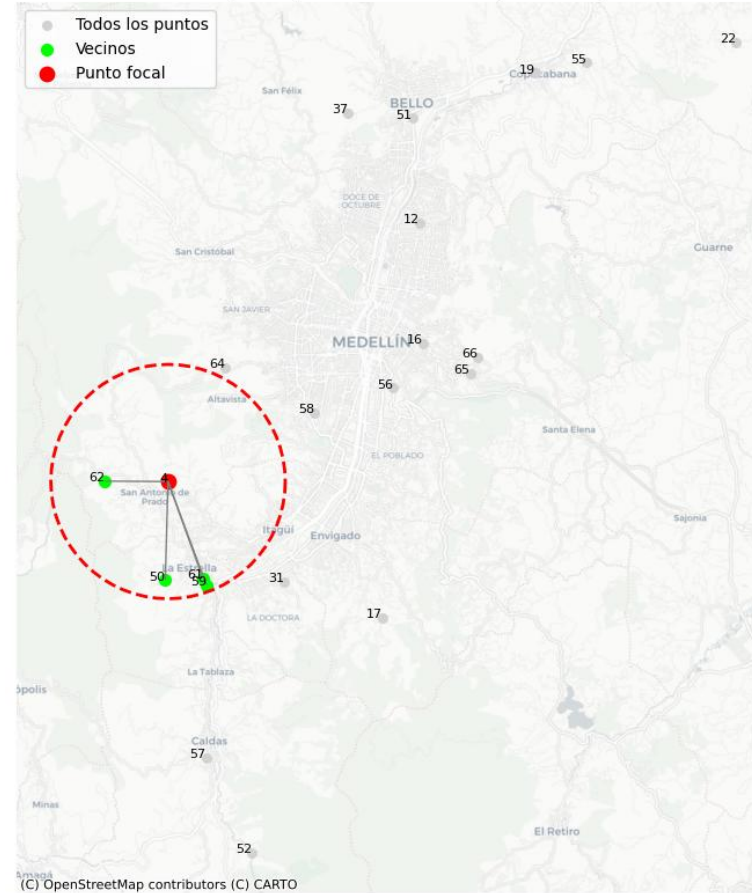 Todos los puntos
Vecinos
Punto focal
22
55
19
Copacabana
San Félix
37
BELLO
51
DOCE DE
OCTUBRE
12
San Cristóbal
Guarne
SAN JAVIER
MEDELLÍN
16
66
64
65
56
Altavista
58
Santa Elena
EL POBLADO
62
4
San Antonio de
Prado
Sajonia
Itagüí
Envigado
La Estrella
50
61
59
31
LA DOCTORA
17
La Tablaza
ópolis
Caldas
57
Minas
El Retiro
52
Amagá
(C) OpenStreetMap contributors (C) CARTO